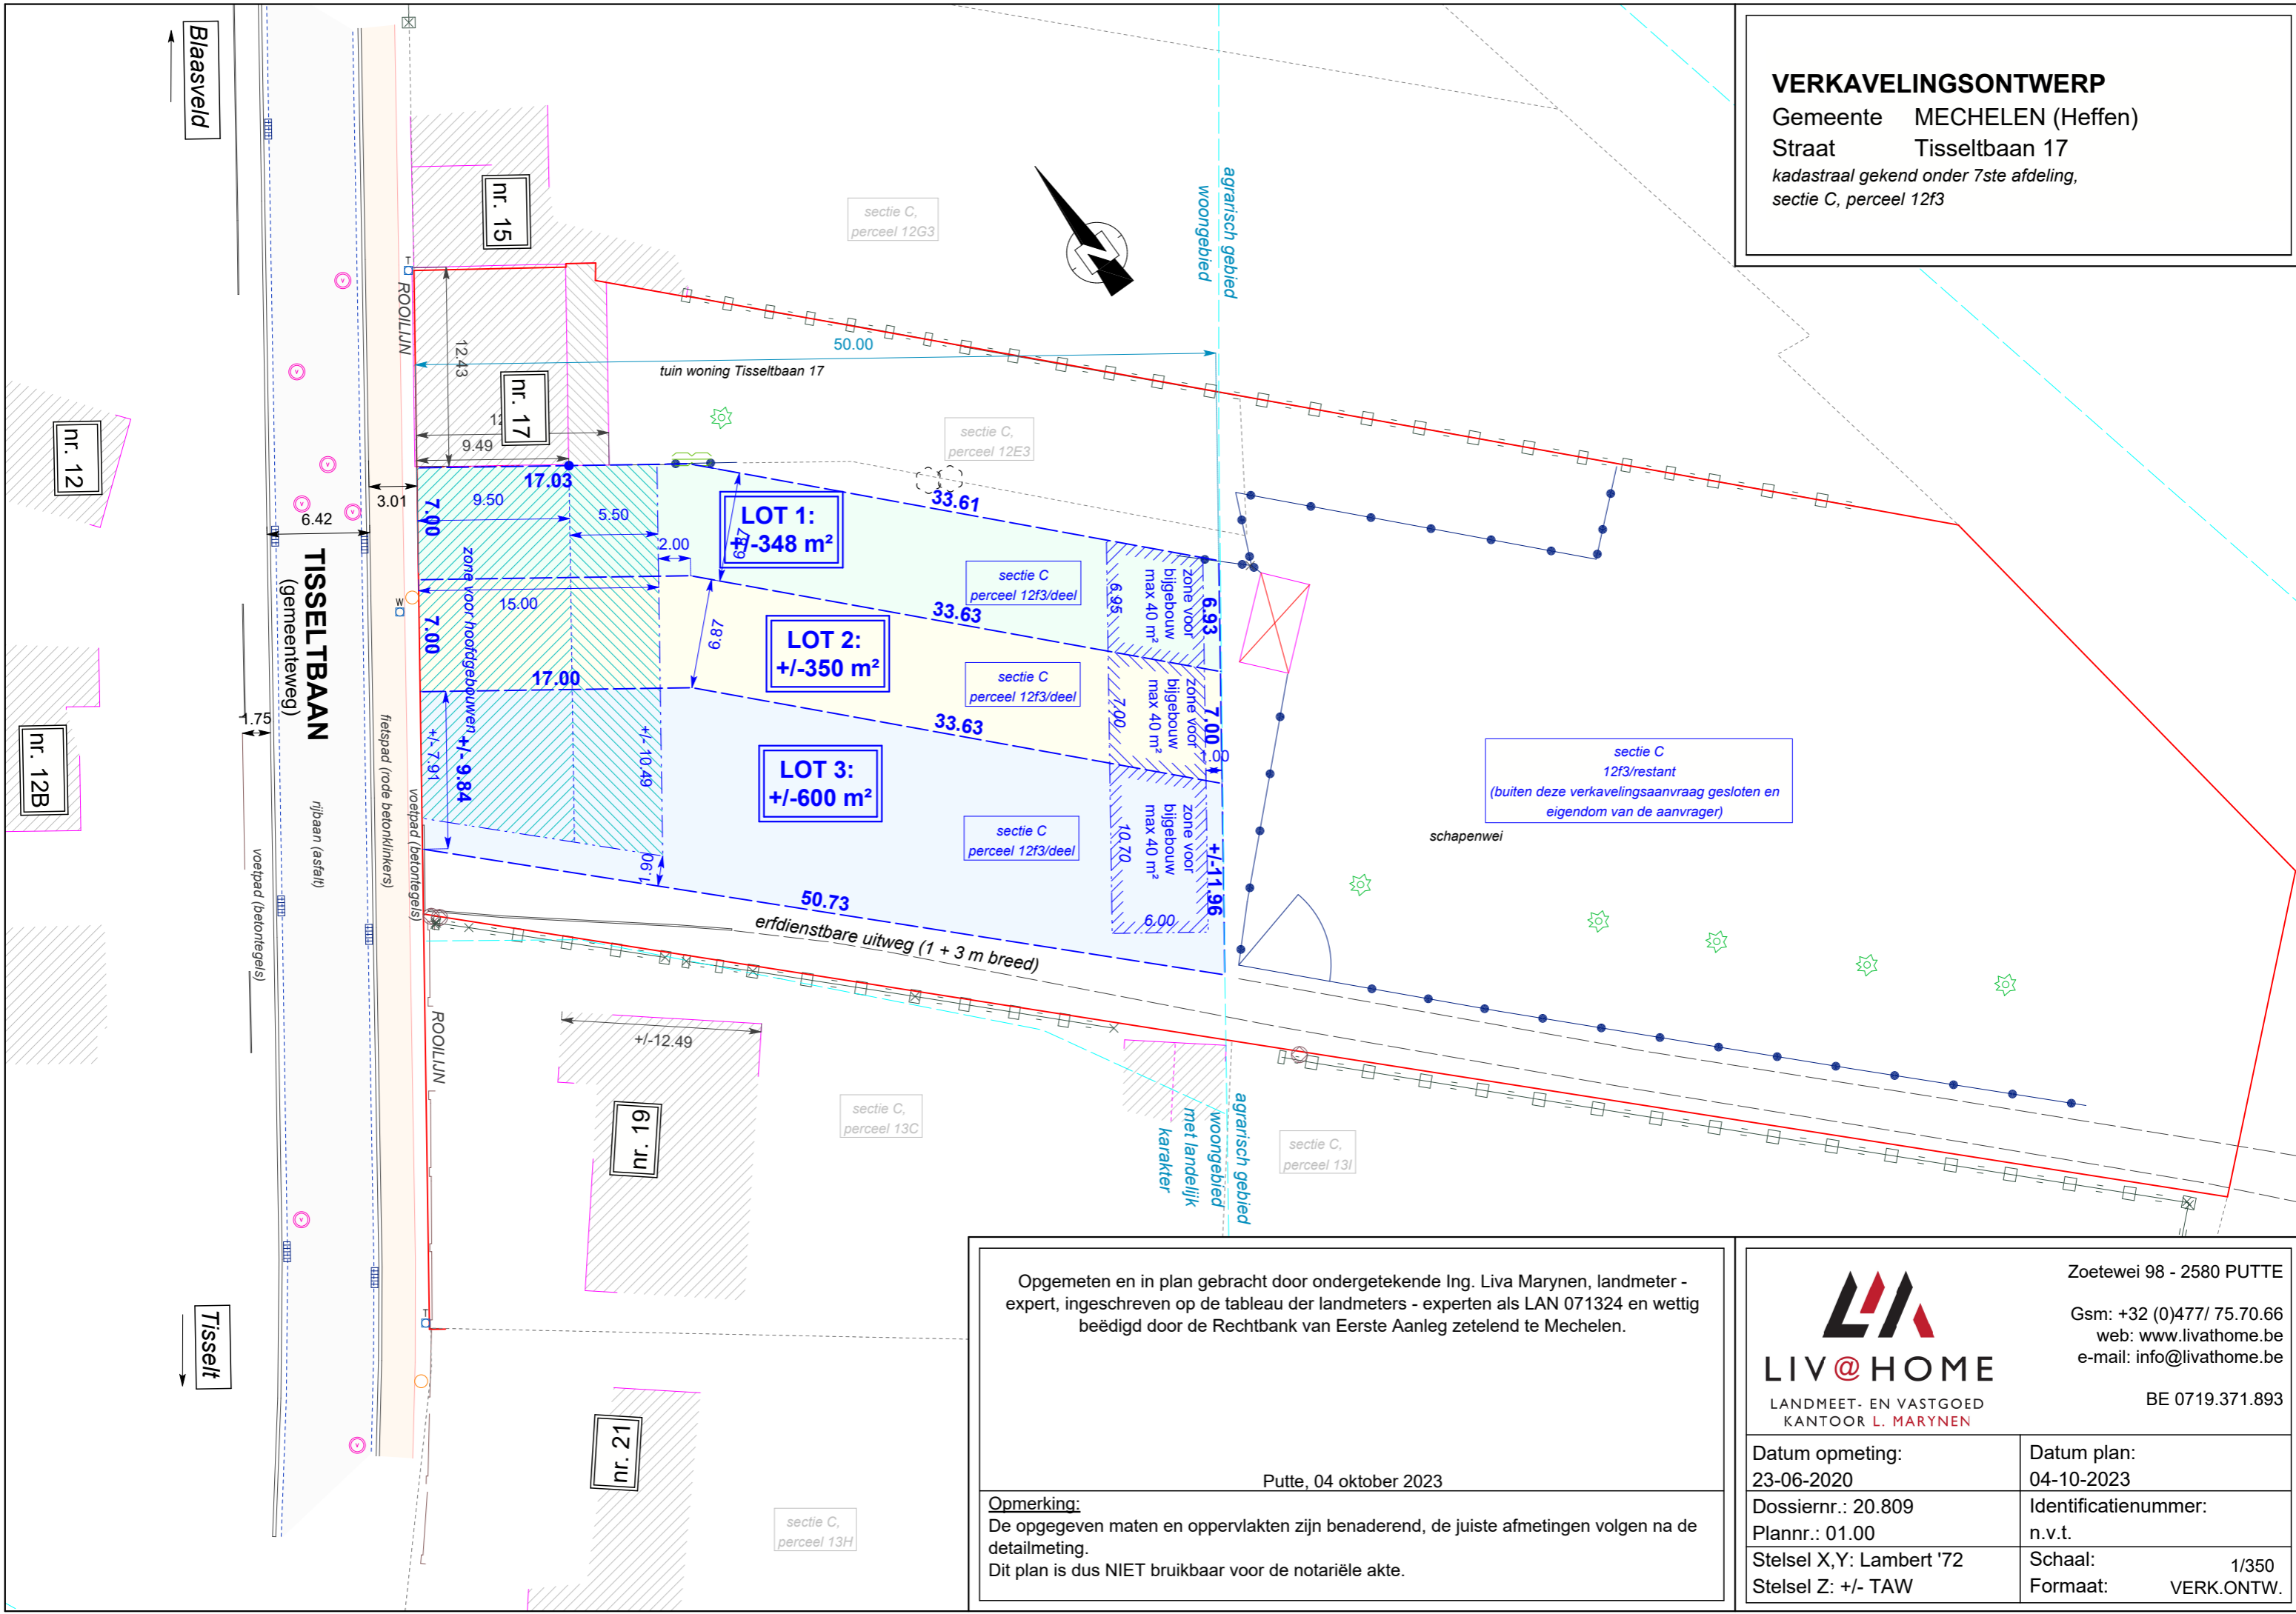 VERKAVELINGSONTWERP
Gemeente MECHELEN (Heffen)
Straat Tisseltbaan 17
kadastraal gekend onder 7ste afdeling,
sectie C, perceel 12f3
Blaasveld
nr. 15
sectie C,
perceel 12G3
agrarisch gebied
woongebied
N
T
ROOILIJN
12.43
50.00
tuin woning Tisseltbaan 17
nr. 17
9.49
sectie C,
perceel 12E3
nr. 12
3.01
6.42
17.03
7.00
9.50
5.50
2.00
6.87
33.61
LOT 1:
+/-348 m²
sectie C
perceel 12f3/deel
6.95
zone voor
bijgebouw
max 40 m²
6.93
TISSELTBAAN
(gemeenteweg)
W
zone voor hoofdgebouwen
15.00
7.00
6.87
33.63
LOT 2:
+/-350 m²
sectie C
perceel 12f3/deel
7.00
zone voor
bijgebouw
max 40 m²
7.00
1.00
17.00
33.63
nr. 12B
1.75
+/- 7.91
+/- 9.84
+/- 10.49
LOT 3:
+/-600 m²
sectie C
perceel 12f3/deel
10.70
zone voor
bijgebouw
max 40 m²
+/-11.96
6.00
1.90
50.73
erfdienstbare uitweg (1 + 3 m breed)
sectie C
12f3/restant
(buiten deze verkavelingsaanvraag gesloten en
eigendom van de aanvrager)
schapenwei
voetpad (betontegels)
rijbaan (asfalt)
fietspad (rode betonklinkers)
voetpad (betontegels)
ROOILIJN
+/-12.49
nr. 19
sectie C,
perceel 13C
agrarisch gebied
woongebied
met landelijk
karakter
sectie C,
perceel 13I
T
Tisselt
nr. 21
sectie C,
perceel 13H
Opgemeten en in plan gebracht door ondergetekende Ing. Liva Marynen, landmeter -
expert, ingeschreven op de tableau der landmeters - experten als LAN 071324 en wettig
beëdigd door de Rechtbank van Eerste Aanleg zetelend te Mechelen.
Putte, 04 oktober 2023
Opmerking:
De opgegeven maten en oppervlakten zijn benaderend, de juiste afmetingen volgen na de
detailmeting.
Dit plan is dus NIET bruikbaar voor de notariële akte.
LIV@HOME
LANDMEET- EN VASTGOED
KANTOOR L. MARYNEN
Zoetewei 98 - 2580 PUTTE
Gsm: +32 (0)477/ 75.70.66
web: www.livathome.be
e-mail: info@livathome.be
BE 0719.371.893
Datum opmeting:
23-06-2020
Datum plan:
04-10-2023
Dossiernr.: 20.809
Plannr.: 01.00
Identificatienummer:
n.v.t.
Stelsel X,Y: Lambert '72
Stelsel Z: +/- TAW
Schaal: 1/350
Formaat: VERK.ONTW.